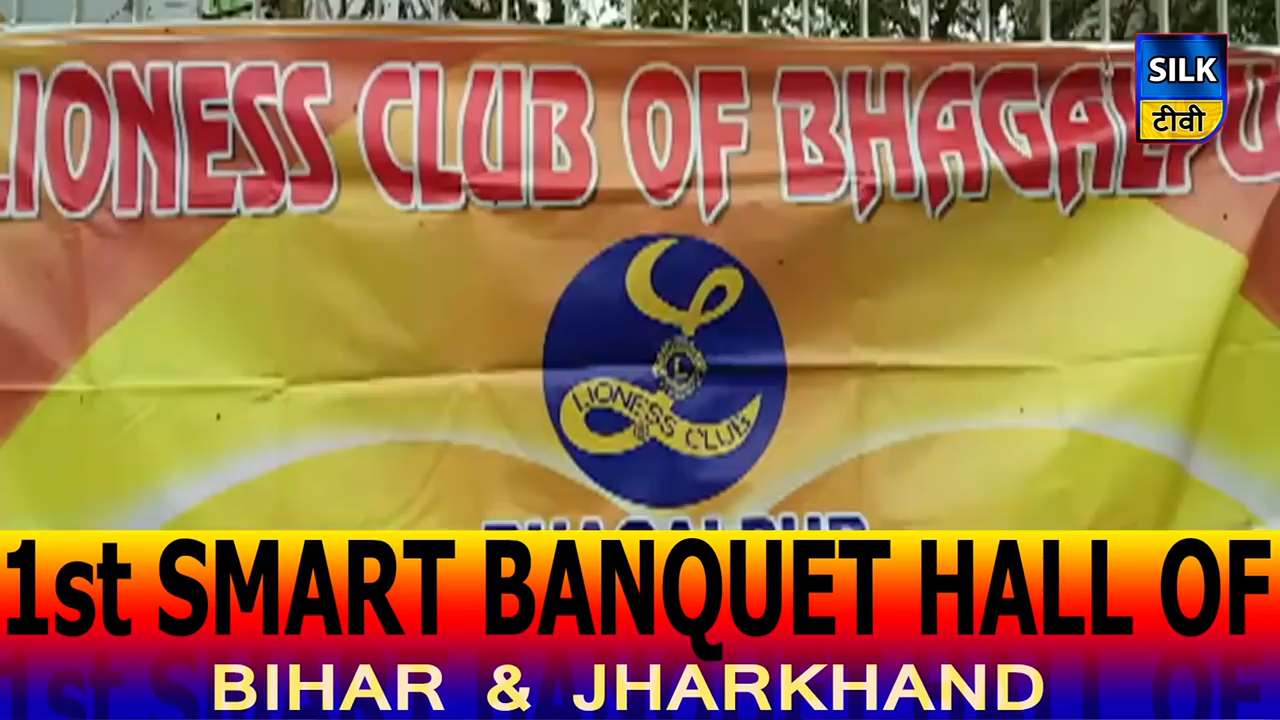 LIONESS CLUB OF BHAGALPU
SILK
टीवी
L
LIONESS CLUB
BHAGALPUR
1st SMART BANQUET HALL OF
BIHAR & JHARKHAND